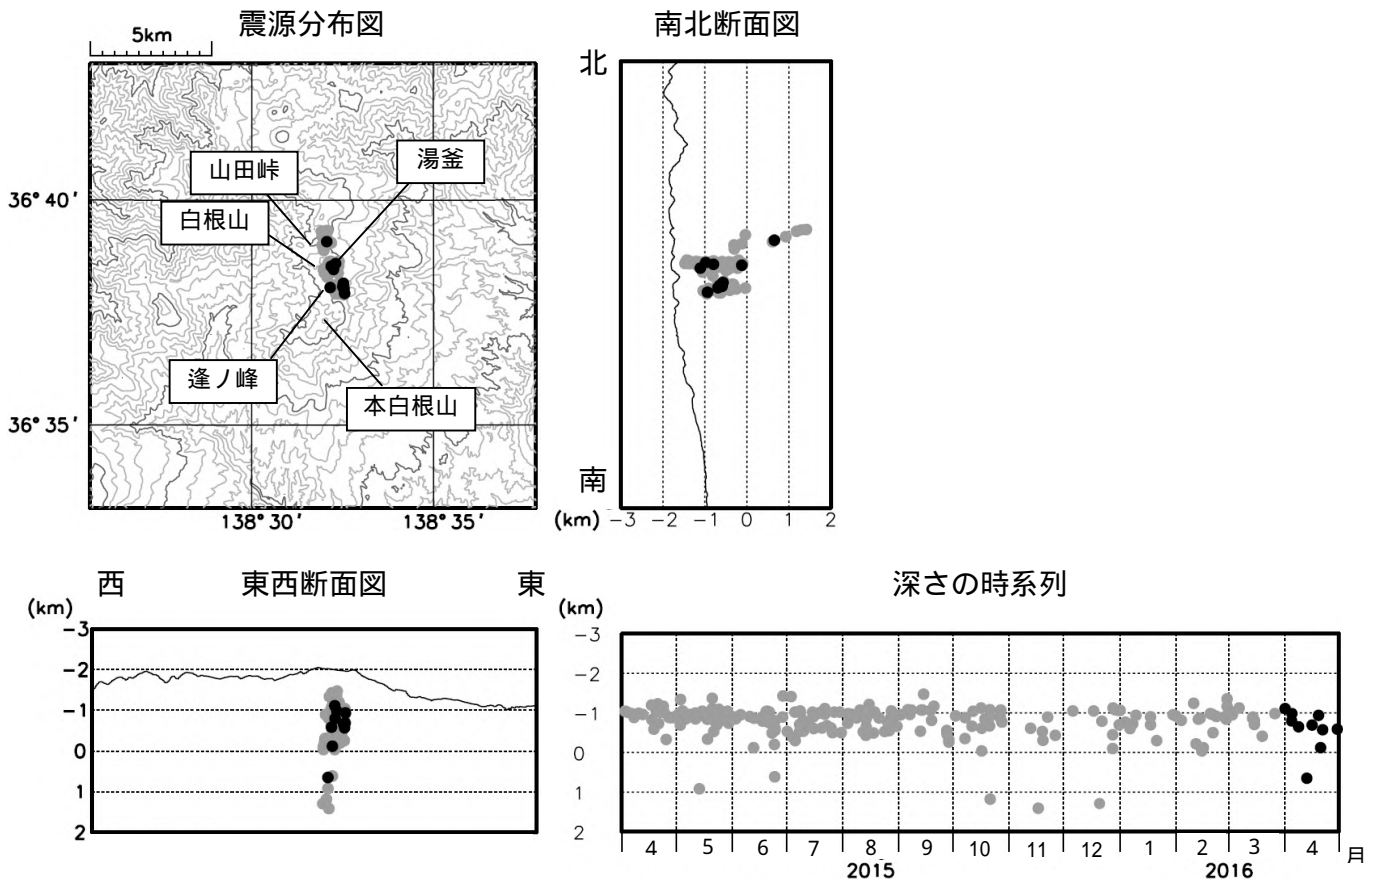 震源分布図
5km
山田峠
湯釜
白根山
逢ノ峰
本白根山
36° 40′
36° 35′
138° 30′
138° 35′
南北断面図
北
南
(km)
-3 -2 -1 0 1 2
西
東西断面図
東
(km)
-3
-2
-1
0
1
2
深さの時系列
(km)
-3
-2
-1
0
1
2
4 5 6 7 8 9 10 11 12 1 2 3 4 月
2015 2016